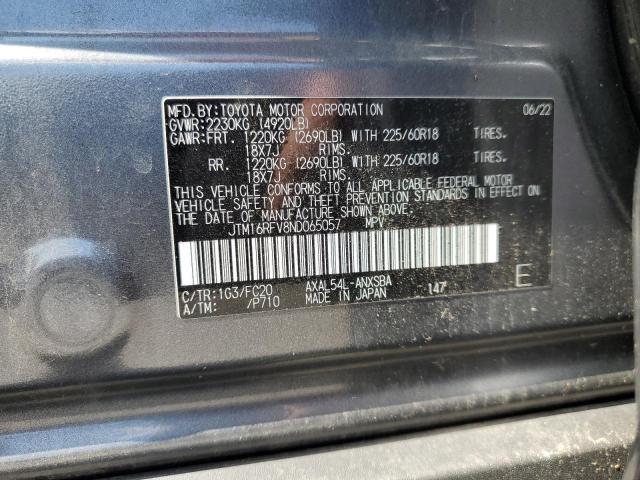 MFD.BY:TOYOTA MOTOR CORPORATION 06/22
GVWR:2230KG (4920LB)
GAWR:FRT. 1220KG (2690LB) WITH 225/60R18 TIRES.
18X7J RIMS.
RR. 1220KG (2690LB) WITH 225/60R18 TIRES.
18X7J RIMS.
THIS VEHICLE CONFORMS TO ALL APPLICABLE FEDERAL MOTOR
VEHICLE SAFETY AND THEFT PREVENTION STANDARDS IN EFFECT ON
THE DATE OF MANUFACTURE SHOWN ABOVE.
JTM16RFV8ND065057 MPV
C/TR:1G3/FC20 AXAL54L-ANXSBA 147 E
A/TM: /P710 MADE IN JAPAN